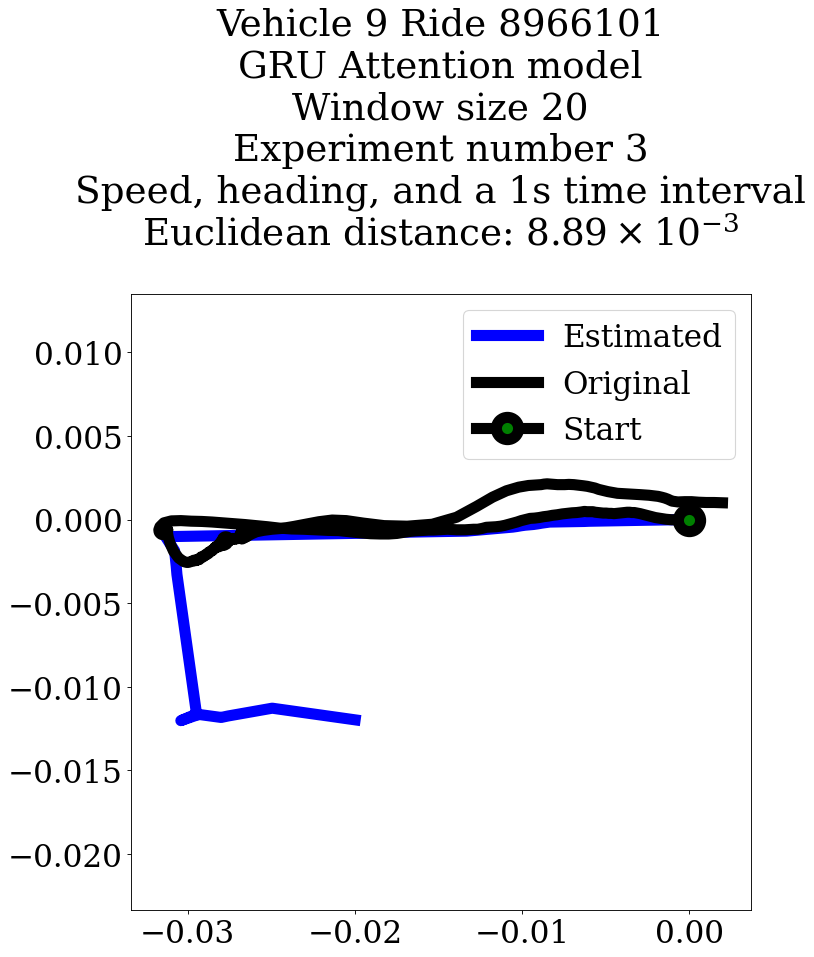 Vehicle 9 Ride 8966101
GRU Attention model
Window size 20
Experiment number 3
Speed, heading, and a 1s time interval
Euclidean distance: 8.89 × 10⁻³
Estimated
Original
Start
0.010
0.005
0.000
−0.005
−0.010
−0.015
−0.020
−0.03
−0.02
−0.01
0.00